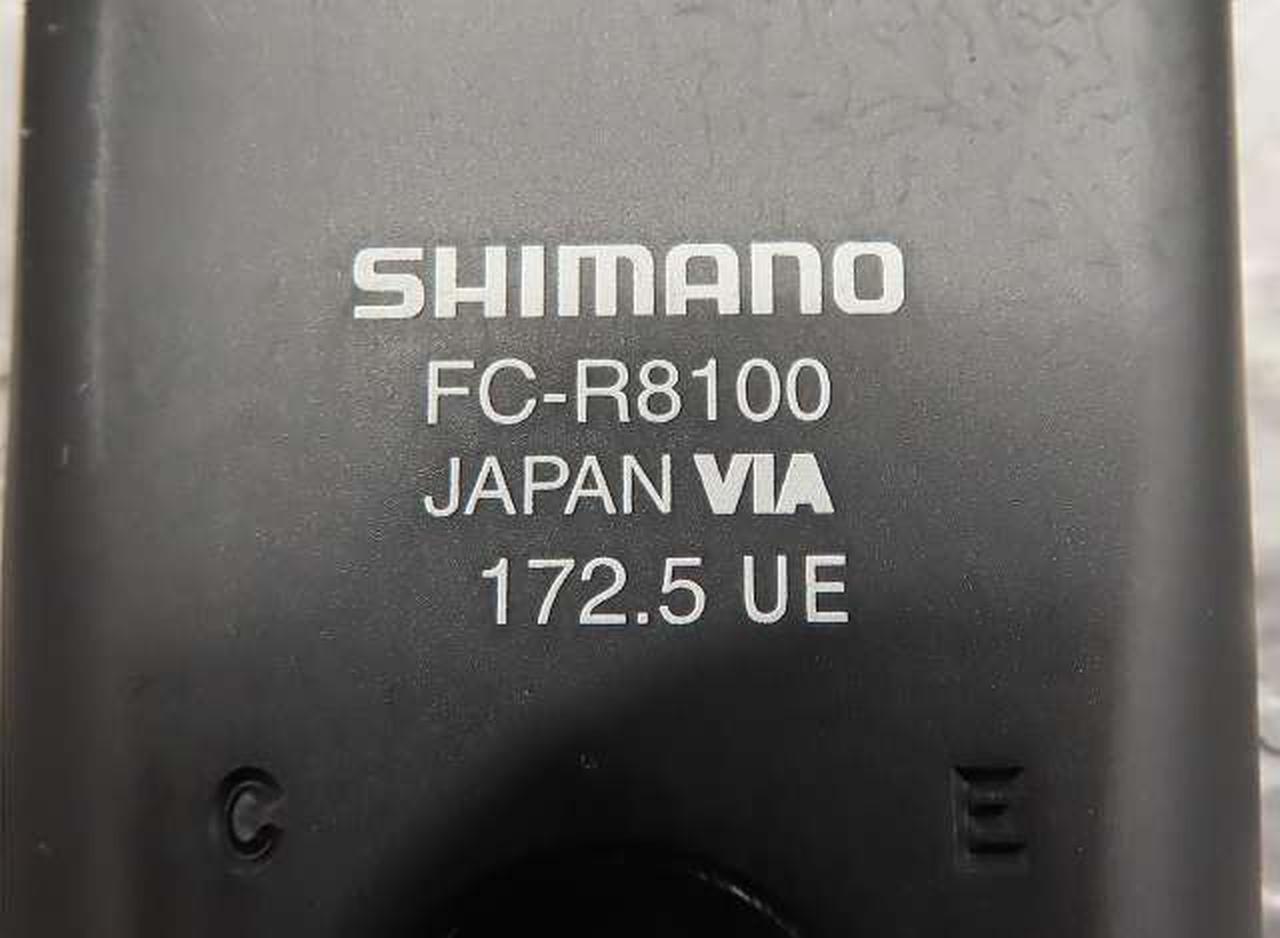 SHIMANO
FC-R8100
JAPAN VIA
172.5 UE
C E